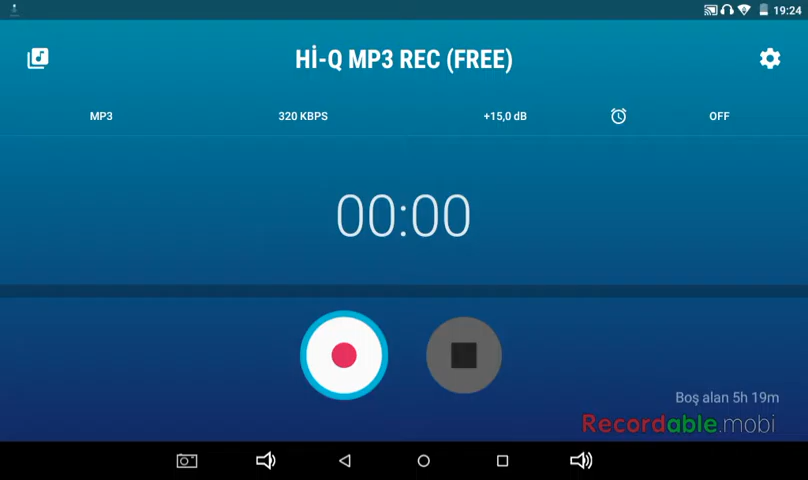 19:24
Hİ-Q MP3 REC (FREE)
MP3 320 KBPS +15,0 dB OFF
00:00
Boş alan 5h 19m
Recordable.mobi